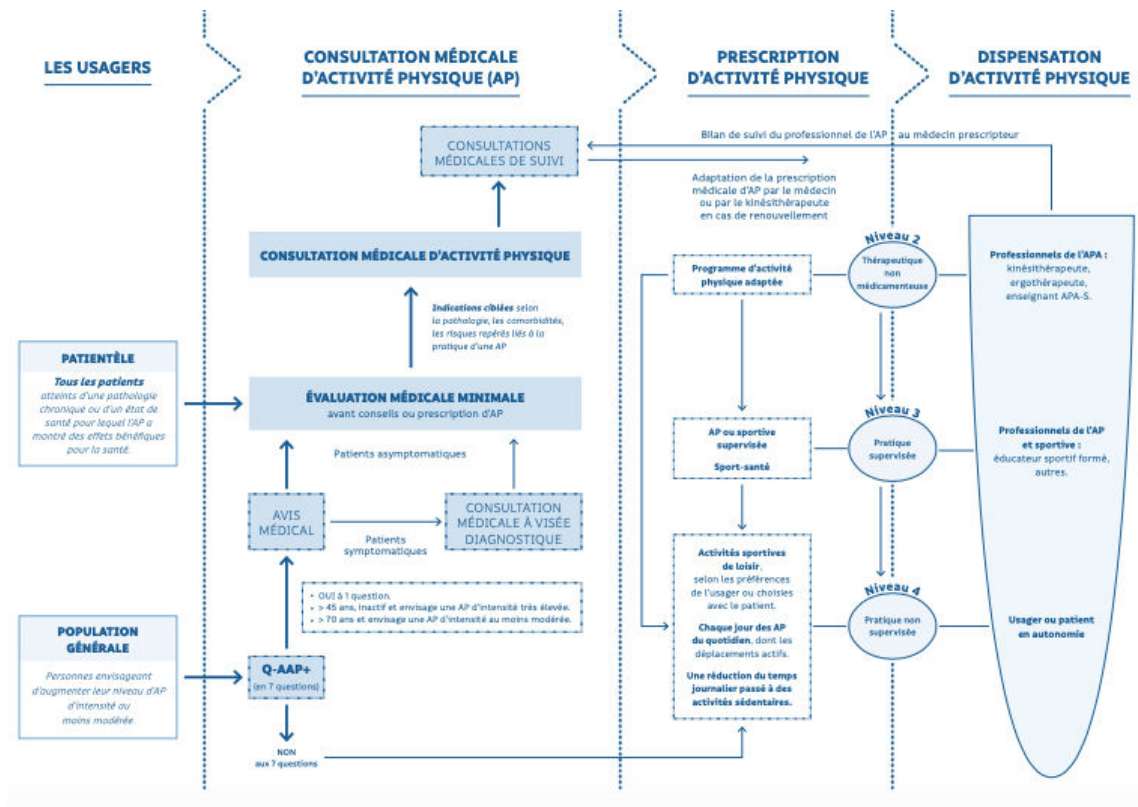 LES USAGERS
CONSULTATION MÉDICALE
D'ACTIVITÉ PHYSIQUE (AP)
PRESCRIPTION
D'ACTIVITÉ PHYSIQUE
DISPENSATION
D'ACTIVITÉ PHYSIQUE
Bilan de suivi du professionnel de l'AP au médecin prescripteur
CONSULTATIONS
MÉDICALES DE SUIVI
Adaptation de la prescription
médicale d'AP par le médecin
ou par le kinésithérapeute
en cas de renouvellement
CONSULTATION MÉDICALE D'ACTIVITÉ PHYSIQUE
Indications ciblées selon
la pathologie, les comorbidités,
les risques repérés liés à la
pratique d'une AP
PATIENTÈLE
Tous les patients
atteints d'une pathologie
chronique ou d'un état de
santé pour lequel l'AP a
montré des effets bénéfiques
pour la santé.
ÉVALUATION MÉDICALE MINIMALE
avant conseils ou prescription d'AP
Patients asymptomatiques
AVIS
MÉDICAL
Patients
symptomatiques
CONSULTATION
MÉDICALE À VISÉE
DIAGNOSTIQUE
• OUI à 1 question.
• > 45 ans, inactif et envisage une AP d'intensité très élevée.
• > 70 ans et envisage une AP d'intensité au moins modérée.
POPULATION
GÉNÉRALE
Personnes envisageant
d'augmenter leur niveau d'AP
d'intensité au
moins modérée
Q-AAP+
(en 7 questions)
NON
aux 7 questions
Programme d'activité
physique adaptée
Niveau 2
Thérapeutique
non
médicamenteuse
Professionnels de l'APA :
kinésithérapeute,
ergothérapeute,
enseignant APA-S.
AP ou sportive
supervisée
Sport-santé
Niveau 3
Pratique
supervisée
Professionnels de l'AP
et sportive :
éducateur sportif formé,
autres.
Activités sportives
de loisir,
selon les préférences
de l'usager ou choisies
avec le patient.
Chaque jour des AP
du quotidien, dont les
déplacements actifs.
Une réduction du temps
journalier passé à des
activités sédentaires.
Niveau 4
Pratique non
supervisée
Usager ou patient
en autonomie